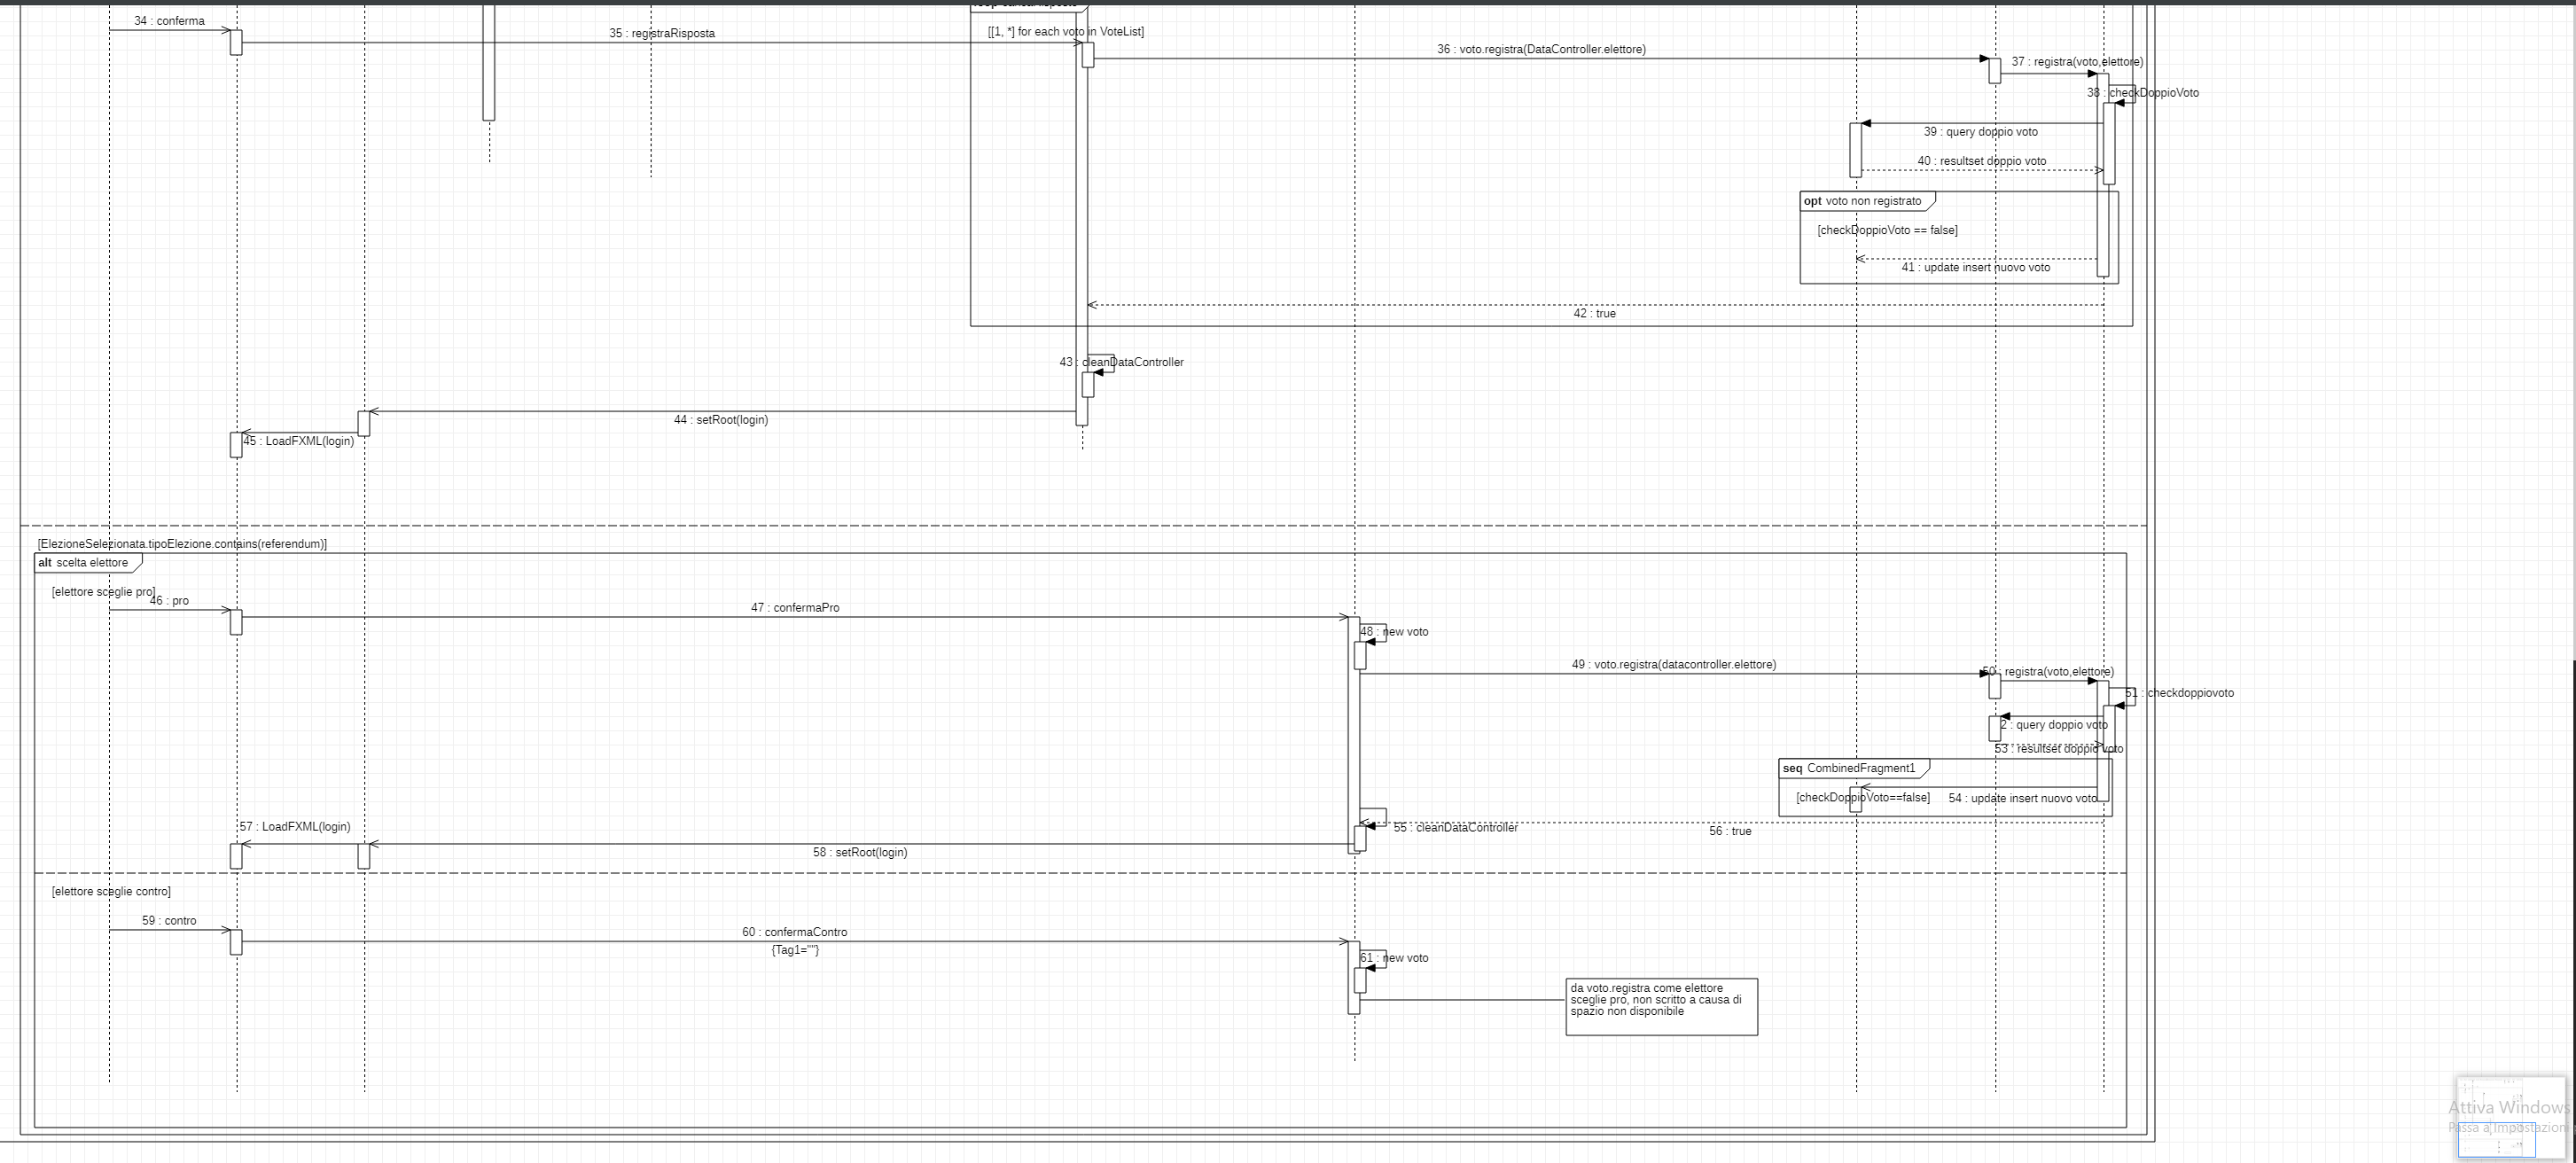 34 : conferma
35 : registraRisposta
[[1, *] for each voto in VoteList]
36 : voto.registra(DataController.elettore)
37 : registra(voto,elettore)
38 : checkDoppioVoto
39 : query doppio voto
40 : resultset doppio voto
opt voto non registrato
[checkDoppioVoto == false]
41 : update insert nuovo voto
42 : true
43 : cleanDataController
44 : setRoot(login)
45 : LoadFXML(login)
[ElezioneSelezionata.tipoElezione.contains(referendum)]
alt scelta elettore
[elettore sceglie pro]
46 : pro
47 : confermaPro
48 : new voto
49 : voto.registra(datacontroller.elettore)
50 : registra(voto,elettore)
51 : checkdoppiovoto
2 : query doppio voto
53 : resultset doppio voto
seq CombinedFragment1
[checkDoppioVoto==false]
54 : update insert nuovo voto
55 : cleanDataController
56 : true
57 : LoadFXML(login)
58 : setRoot(login)
[elettore sceglie contro]
59 : contro
60 : confermaContro
{Tag1=""}
61 : new voto
da voto.registra come elettore
sceglie pro, non scritto a causa di
spazio non disponibile
Attiva Windows
Passa a Impostazioni